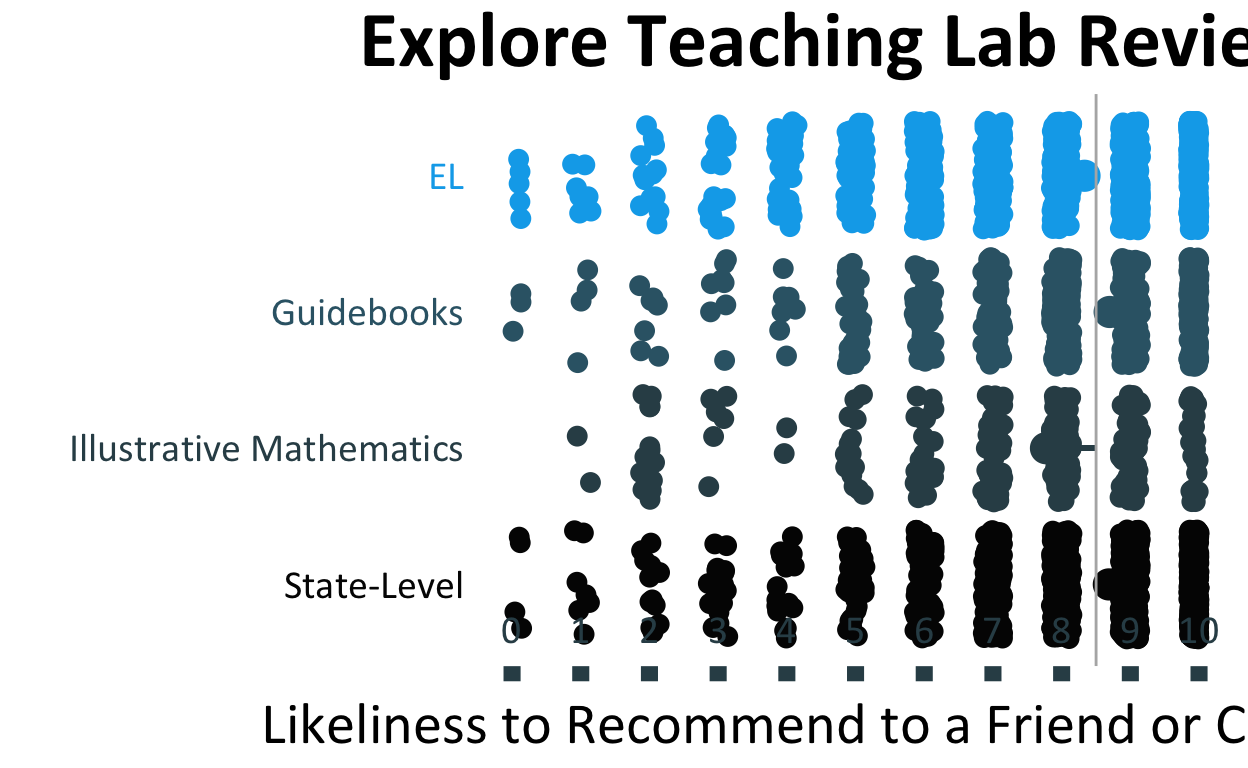 Explore Teaching Lab Revie
EL
Guidebooks
Illustrative Mathematics
State-Level
0 1 2 3 4 5 6 7 8 9 10
Likeliness to Recommend to a Friend or C